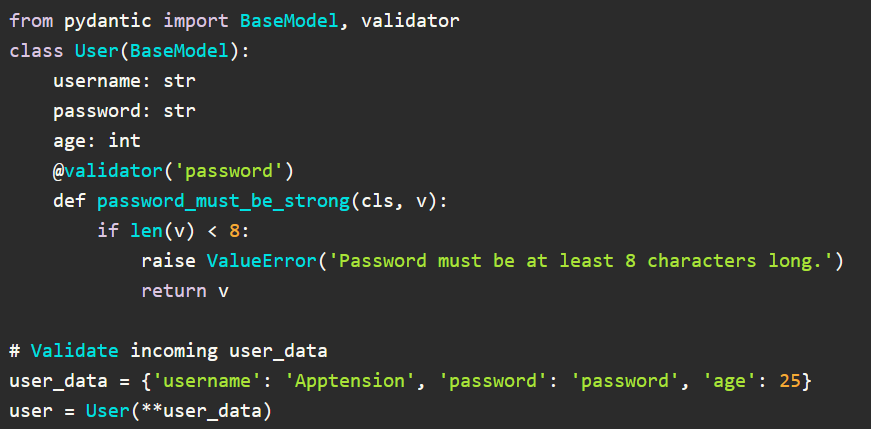 from pydantic import BaseModel, validator
class User(BaseModel):
    username: str
    password: str
    age: int
    @validator('password')
    def password_must_be_strong(cls, v):
        if len(v) < 8:
            raise ValueError('Password must be at least 8 characters long.')
            return v

# Validate incoming user_data
user_data = {'username': 'Apptension', 'password': 'password', 'age': 25}
user = User(**user_data)